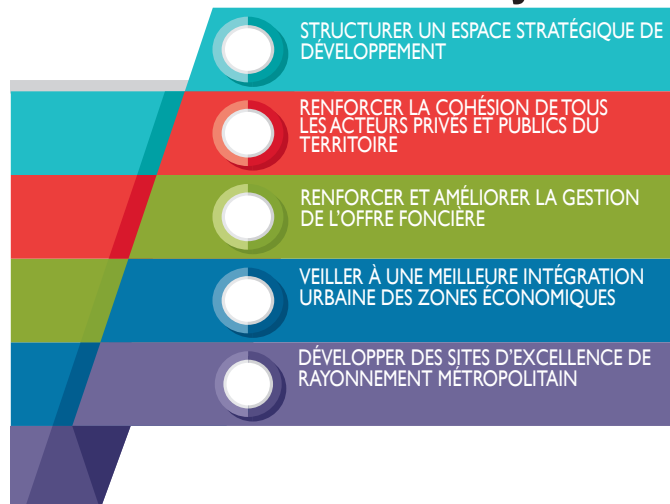 STRUCTURER UN ESPACE STRATÉGIQUE DE
DÉVELOPPEMENT
RENFORCER LA COHÉSION DE TOUS
LES ACTEURS PRIVÉS ET PUBLICS DU
TERRITOIRE
RENFORCER ET AMÉLIORER LA GESTION
DE L'OFFRE FONCIÈRE
VEILLER À UNE MEILLEURE INTÉGRATION
URBAINE DES ZONES ÉCONOMIQUES
DÉVELOPPER DES SITES D'EXCELLENCE DE
RAYONNEMENT MÉTROPOLITAIN